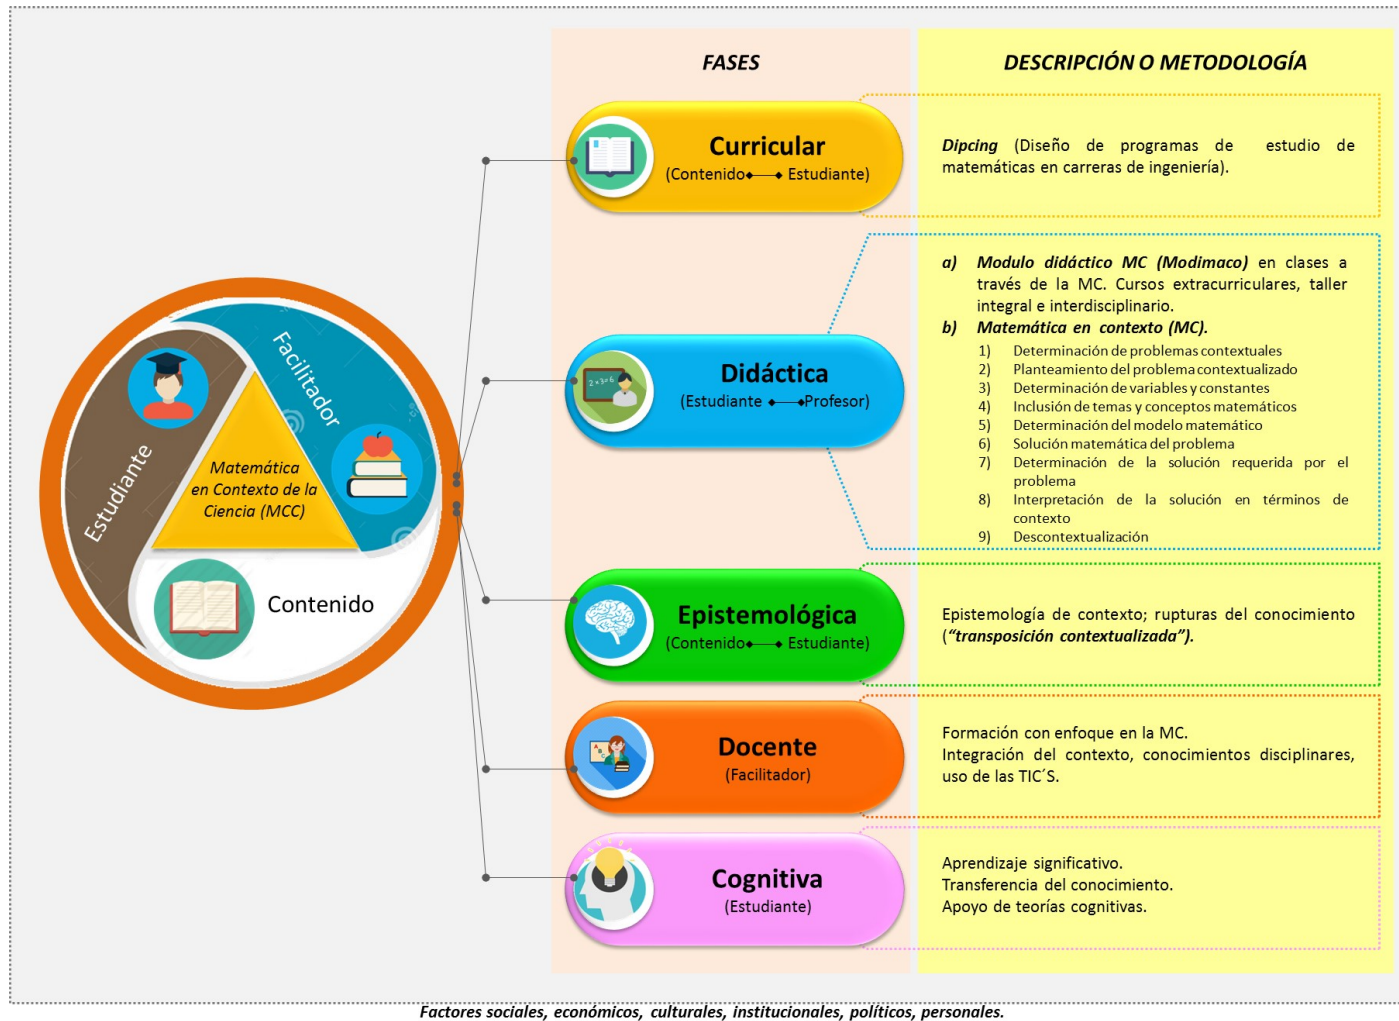 FASES
DESCRIPCIÓN O METODOLOGÍA
Estudiante
Facilitador
Contenido
Matemática
en Contexto de la
Ciencia (MCC)
Curricular
(Contenido Estudiante)
Dipcing (Diseño de programas de estudio de
matemáticas en carreras de ingeniería).
Didáctica
(Estudiante Profesor)
2×3=6
a) Modulo didáctico MC (Modimaco) en clases a
través de la MC. Cursos extracurriculares, taller
integral e interdisciplinario.
b) Matemática en contexto (MC).
1) Determinación de problemas contextuales
2) Planteamiento del problema contextualizado
3) Determinación de variables y constantes
4) Inclusión de temas y conceptos matemáticos
5) Determinación del modelo matemático
6) Solución matemática del problema
7) Determinación de la solución requerida por el
problema
8) Interpretación de la solución en términos de
contexto
9) Descontextualización
Epistemológica
(Contenido Estudiante)
Epistemología de contexto; rupturas del conocimiento
(“transposición contextualizada”).
Docente
(Facilitador)
A B C
Formación con enfoque en la MC.
Integración del contexto, conocimientos disciplinares,
uso de las TIC´S.
Cognitiva
(Estudiante)
Aprendizaje significativo.
Transferencia del conocimiento.
Apoyo de teorías cognitivas.
Factores sociales, económicos, culturales, institucionales, políticos, personales.